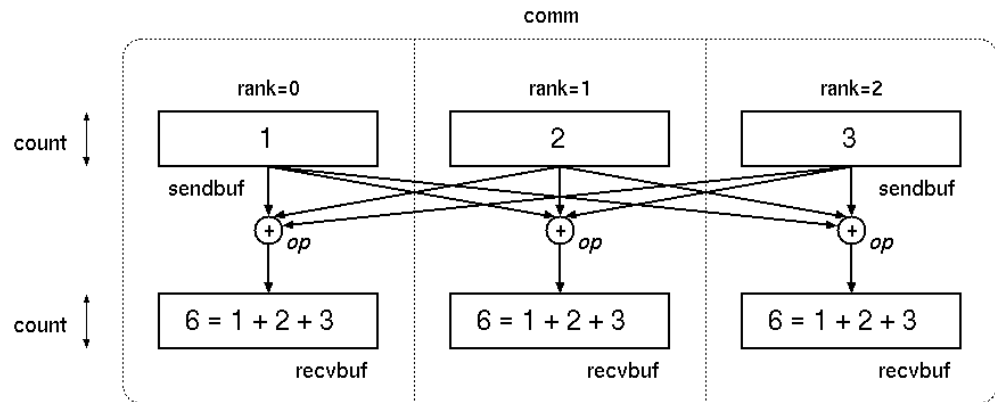 comm
rank=0 rank=1 rank=2
count 1 2 3
sendbuf sendbuf
+ op + op + op
count 6 = 1 + 2 + 3 6 = 1 + 2 + 3 6 = 1 + 2 + 3
recvbuf recvbuf recvbuf